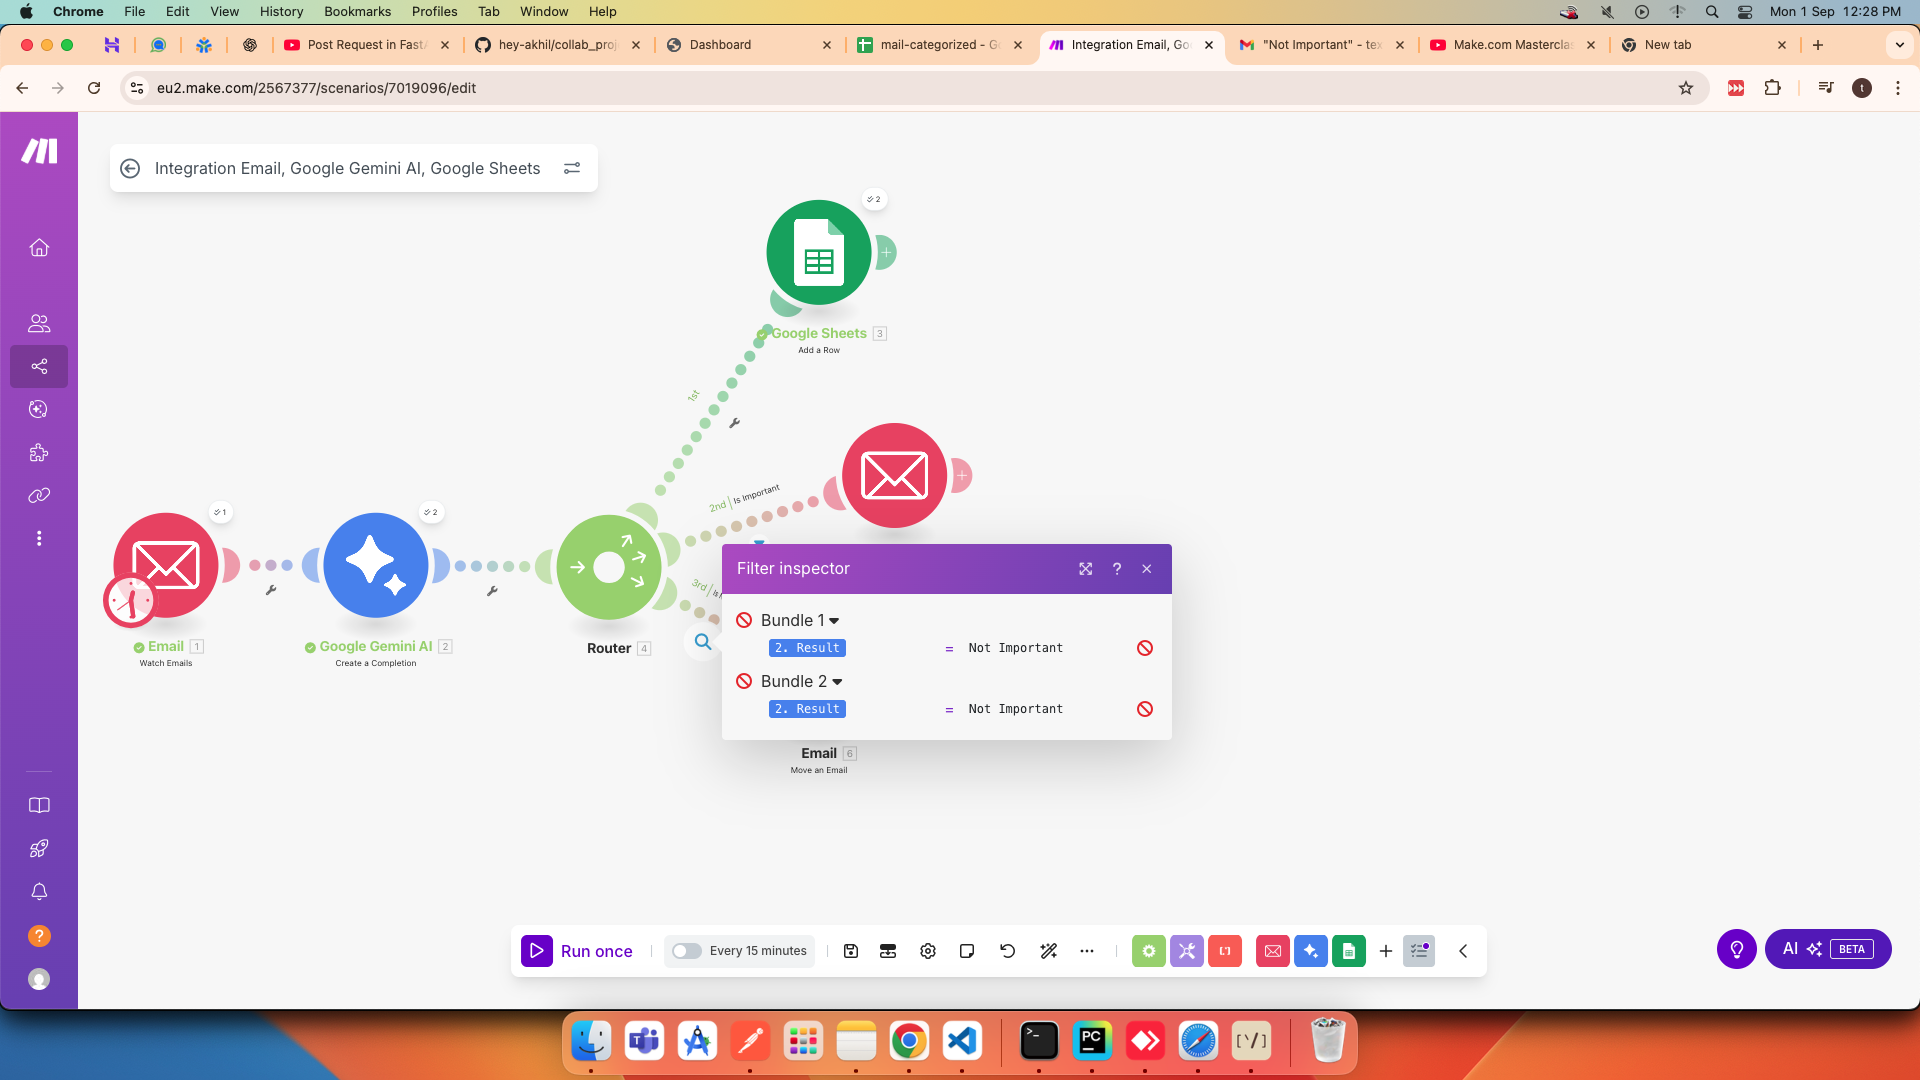 Chrome File Edit View History Bookmarks Profiles Tab Window Help
Mon 1 Sep 12:28 PM
Post Request in Fast
hey-akhil/collab_proj
Dashboard
mail-categorized - G
Integration Email, Go
"Not Important" - tex
Make.com Masterclas
New tab
eu2.make.com/2567377/scenarios/7019096/edit
t
Integration Email, Google Gemini AI, Google Sheets
2
Google Sheets 3
Add a Row
1st
2nd | Is Important
3rd
1
2
Email 1
Watch Emails
Google Gemini AI 2
Create a Completion
Router 4
Filter inspector
?
Bundle 1
2. Result = Not Important
Bundle 2
2. Result = Not Important
Email 6
Move an Email
?
Run once
Every 15 minutes
AI BETA
PC